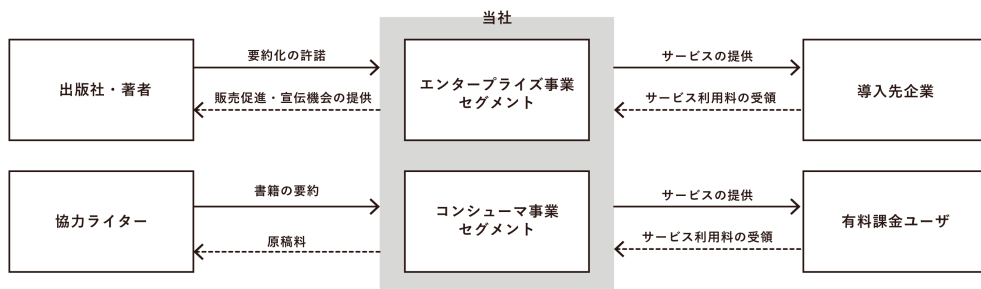 当社
出版社・著者
要約化の許諾
販売促進・宣伝機会の提供
エンタープライズ事業
セグメント
サービスの提供
サービス利用料の受領
導入先企業
協力ライター
書籍の要約
原稿料
コンシューマ事業
セグメント
サービスの提供
サービス利用料の受領
有料課金ユーザ